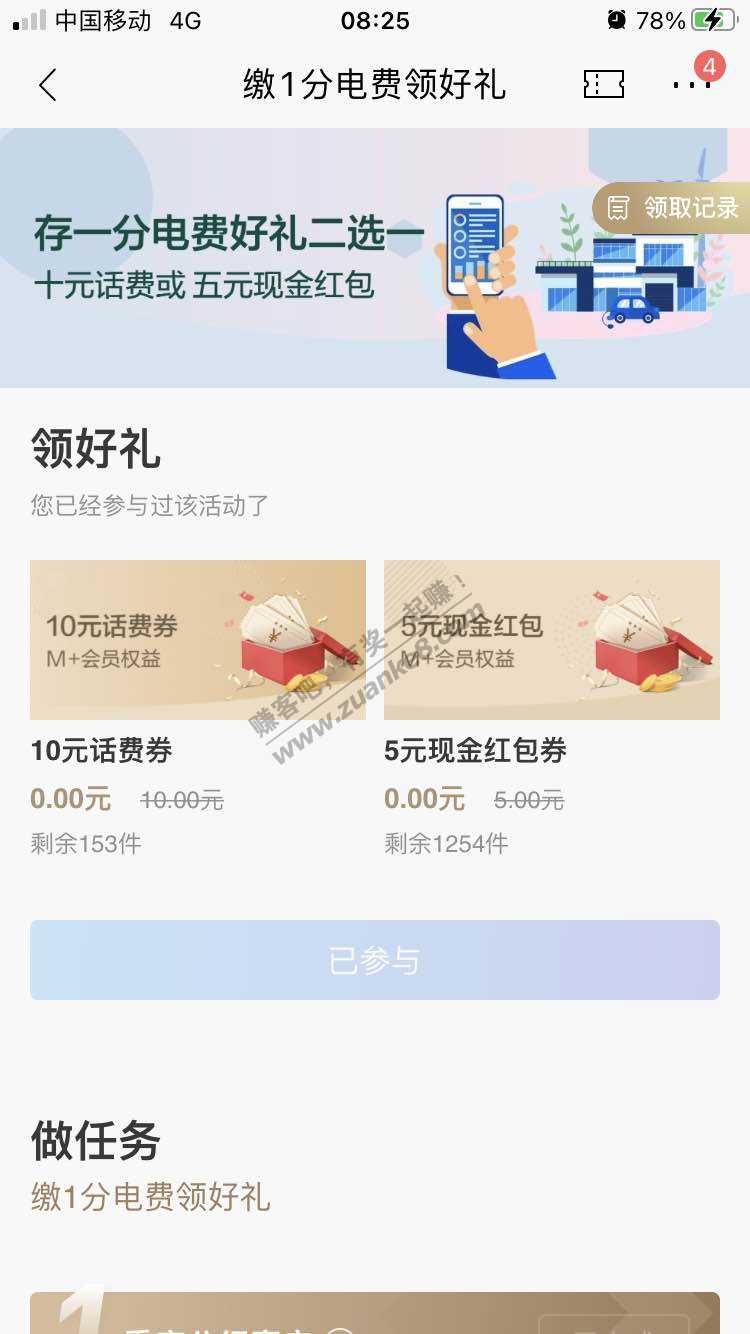 中国移动 4G 08:25 78%
缴1分电费领好礼 4
存一分电费好礼二选一
领取记录
十元话费或 五元现金红包
领好礼
您已经参与过该活动了
10元话费券
M+会员权益
5元现金红包
M+会员权益
赚客吧，有奖一起赚！
www.zuanke8.com
10元话费券
0.00元 10.00元
剩余153件
5元现金红包券
0.00元 5.00元
剩余1254件
已参与
做任务
缴1分电费领好礼
1